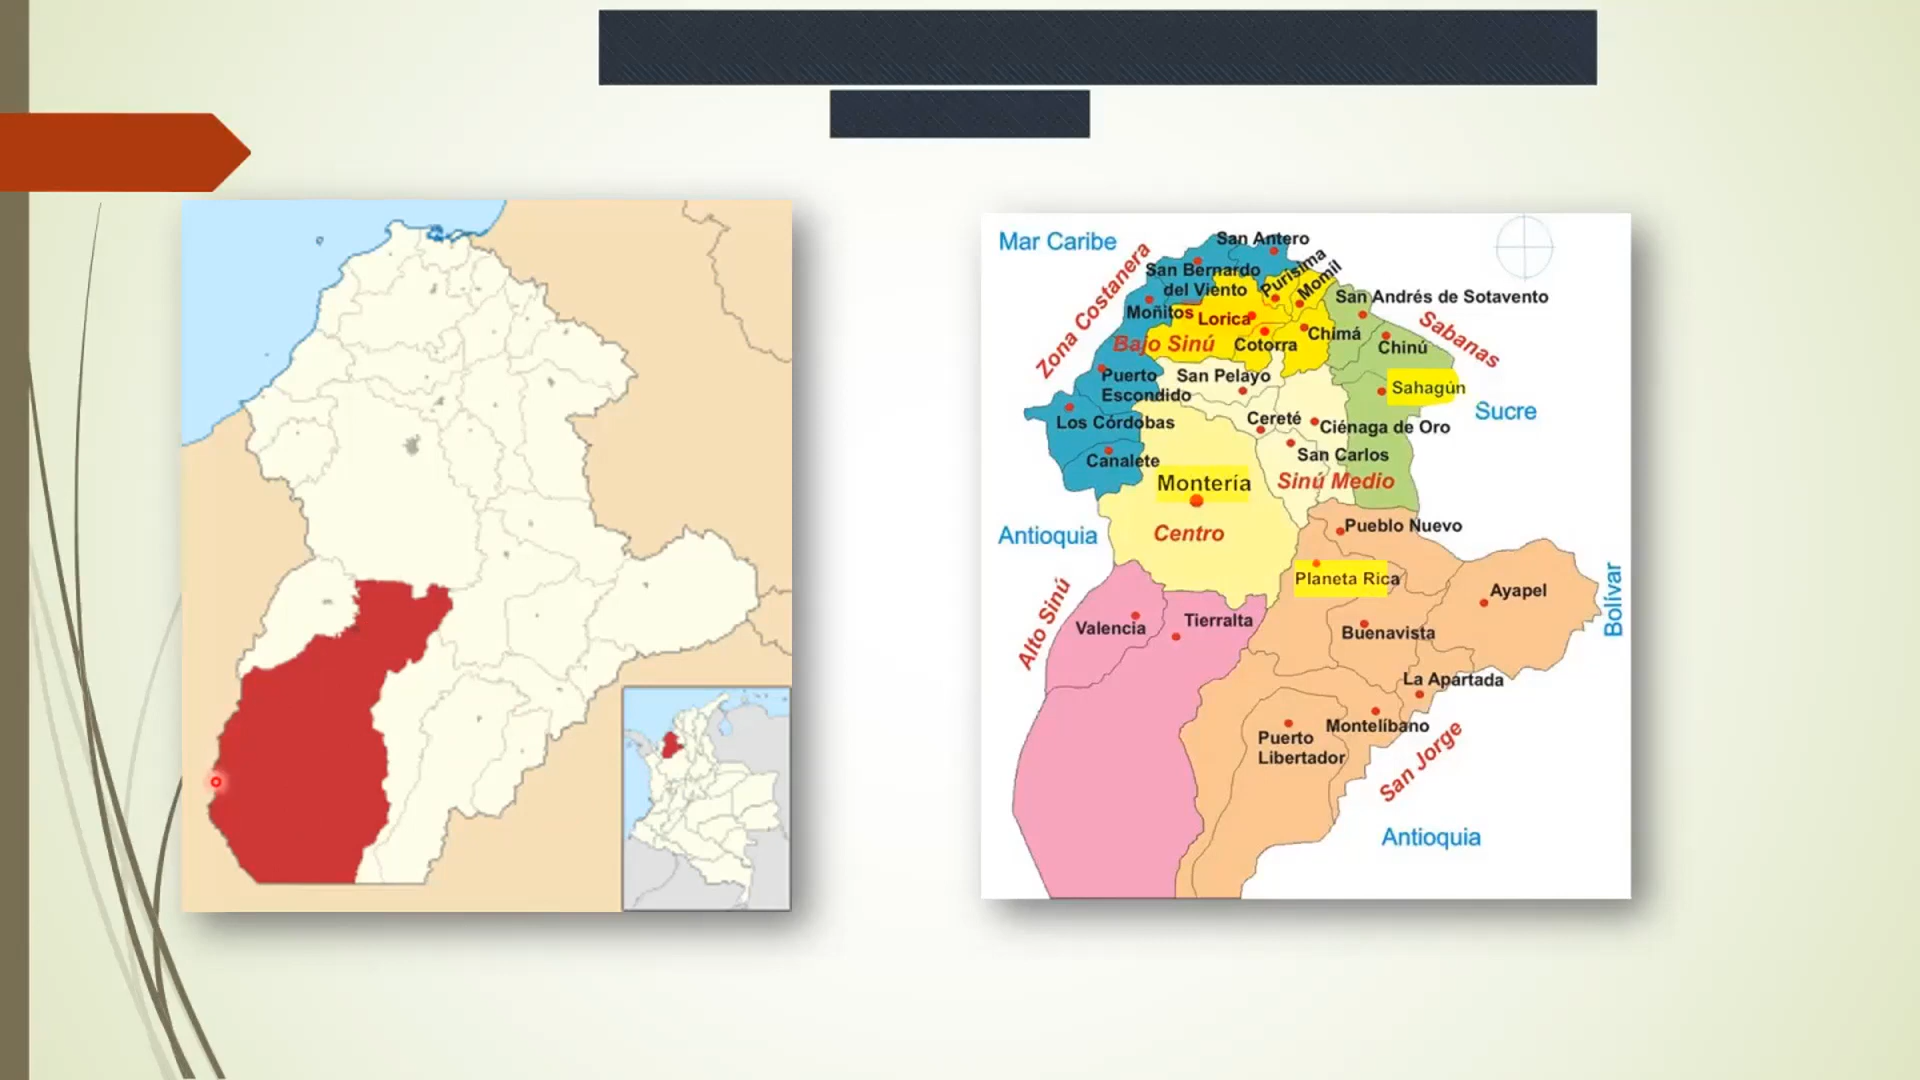 Mar Caribe
San Antero
Zona Costanera
San Bernardo
del Viento
Purísima
Momil
San Andrés de Sotavento
Moñitos
Lorica
Sabanas
Bajo Sinú
Cotorra
Chimá
Chinú
Puerto
Escondido
San Pelayo
Sahagún
Sucre
Los Córdobas
Cereté
Ciénaga de Oro
Canalete
San Carlos
Montería
Sinú Medio
Antioquia
Centro
Pueblo Nuevo
Planeta Rica
Ayapel
Bolívar
Alto Sinú
Valencia
Tierralta
Buenavista
La Apartada
Montelíbano
Puerto
Libertador
San Jorge
Antioquia